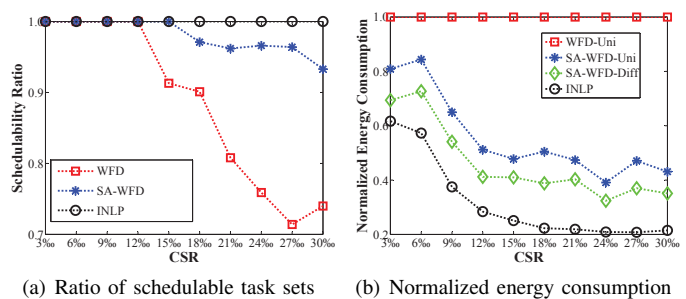 1.0
0.9
0.8
0.7
3‰ 6‰ 9‰ 12‰ 15‰ 18‰ 21‰ 24‰ 27‰ 30‰
CSR
Schedulability Ratio
WFD
SA-WFD
INLP
(a) Ratio of schedulable task sets
1.0
0.8
0.6
0.4
0.2
3‰ 6‰ 9‰ 12‰ 15‰ 18‰ 21‰ 24‰ 27‰ 30‰
CSR
Normalized Energy Consumption
WFD-Uni
SA-WFD-Uni
SA-WFD-Diff
INLP
(b) Normalized energy consumption